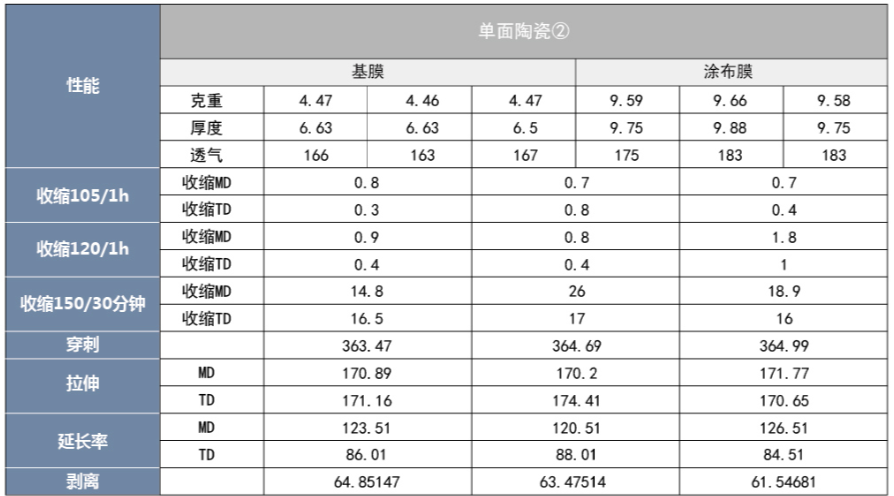 单面陶瓷②
性能
基膜 涂布膜
克重 4.47 4.46 4.47 9.59 9.66 9.58
厚度 6.63 6.63 6.5 9.75 9.88 9.75
透气 166 163 167 175 183 183
收缩105/1h 收缩MD 0.8 0.7 0.7
收缩TD 0.3 0.8 0.4
收缩120/1h 收缩MD 0.9 0.8 1.8
收缩TD 0.4 0.4 1
收缩150/30分钟 收缩MD 14.8 26 18.9
收缩TD 16.5 17 16
穿刺 363.47 364.69 364.99
拉伸 MD 170.89 170.2 171.77
TD 171.16 174.41 170.65
延长率 MD 123.51 120.51 126.51
TD 86.01 88.01 84.51
剥离 64.85147 63.47514 61.54681